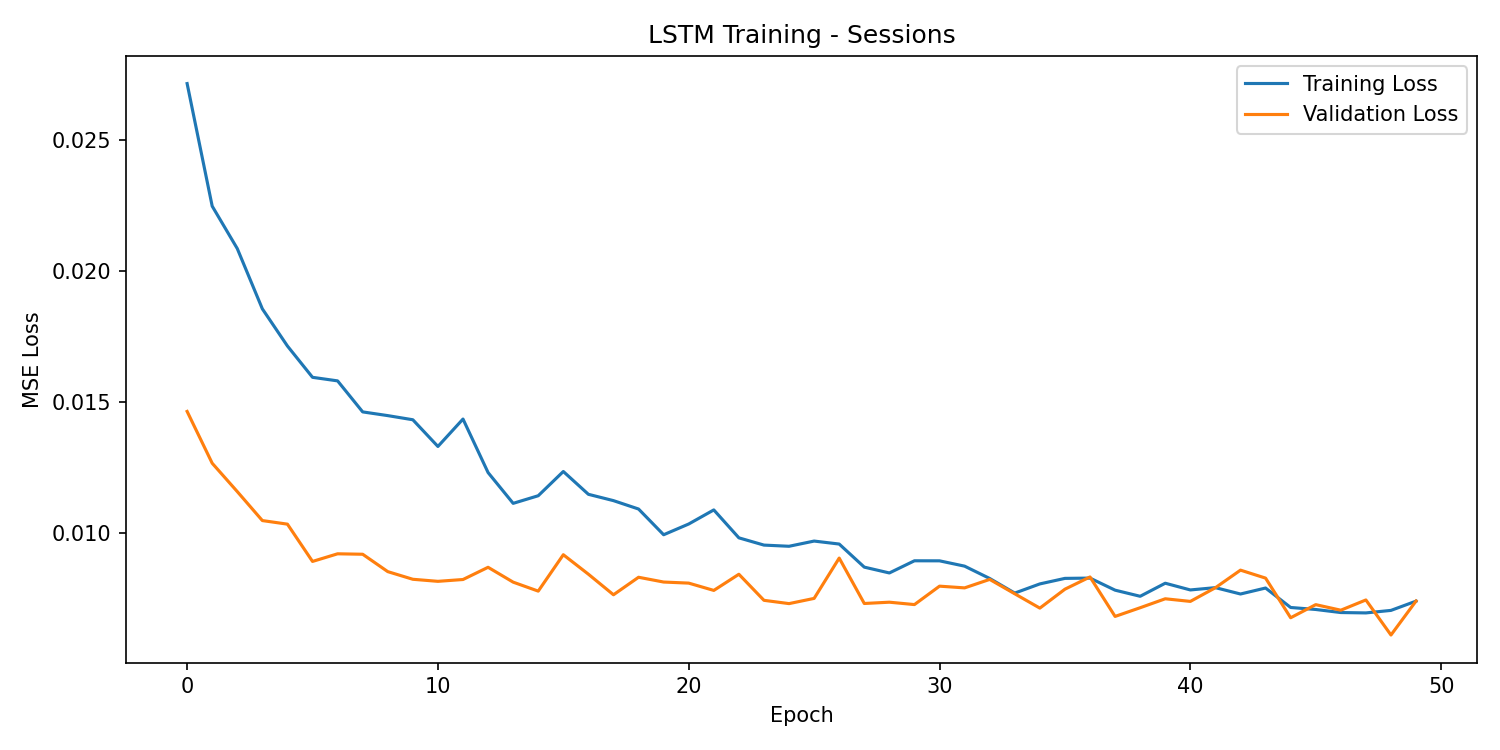 LSTM Training - Sessions
Training Loss
Validation Loss
MSE Loss
0.025
0.020
0.015
0.010
0 10 20 30 40 50
Epoch